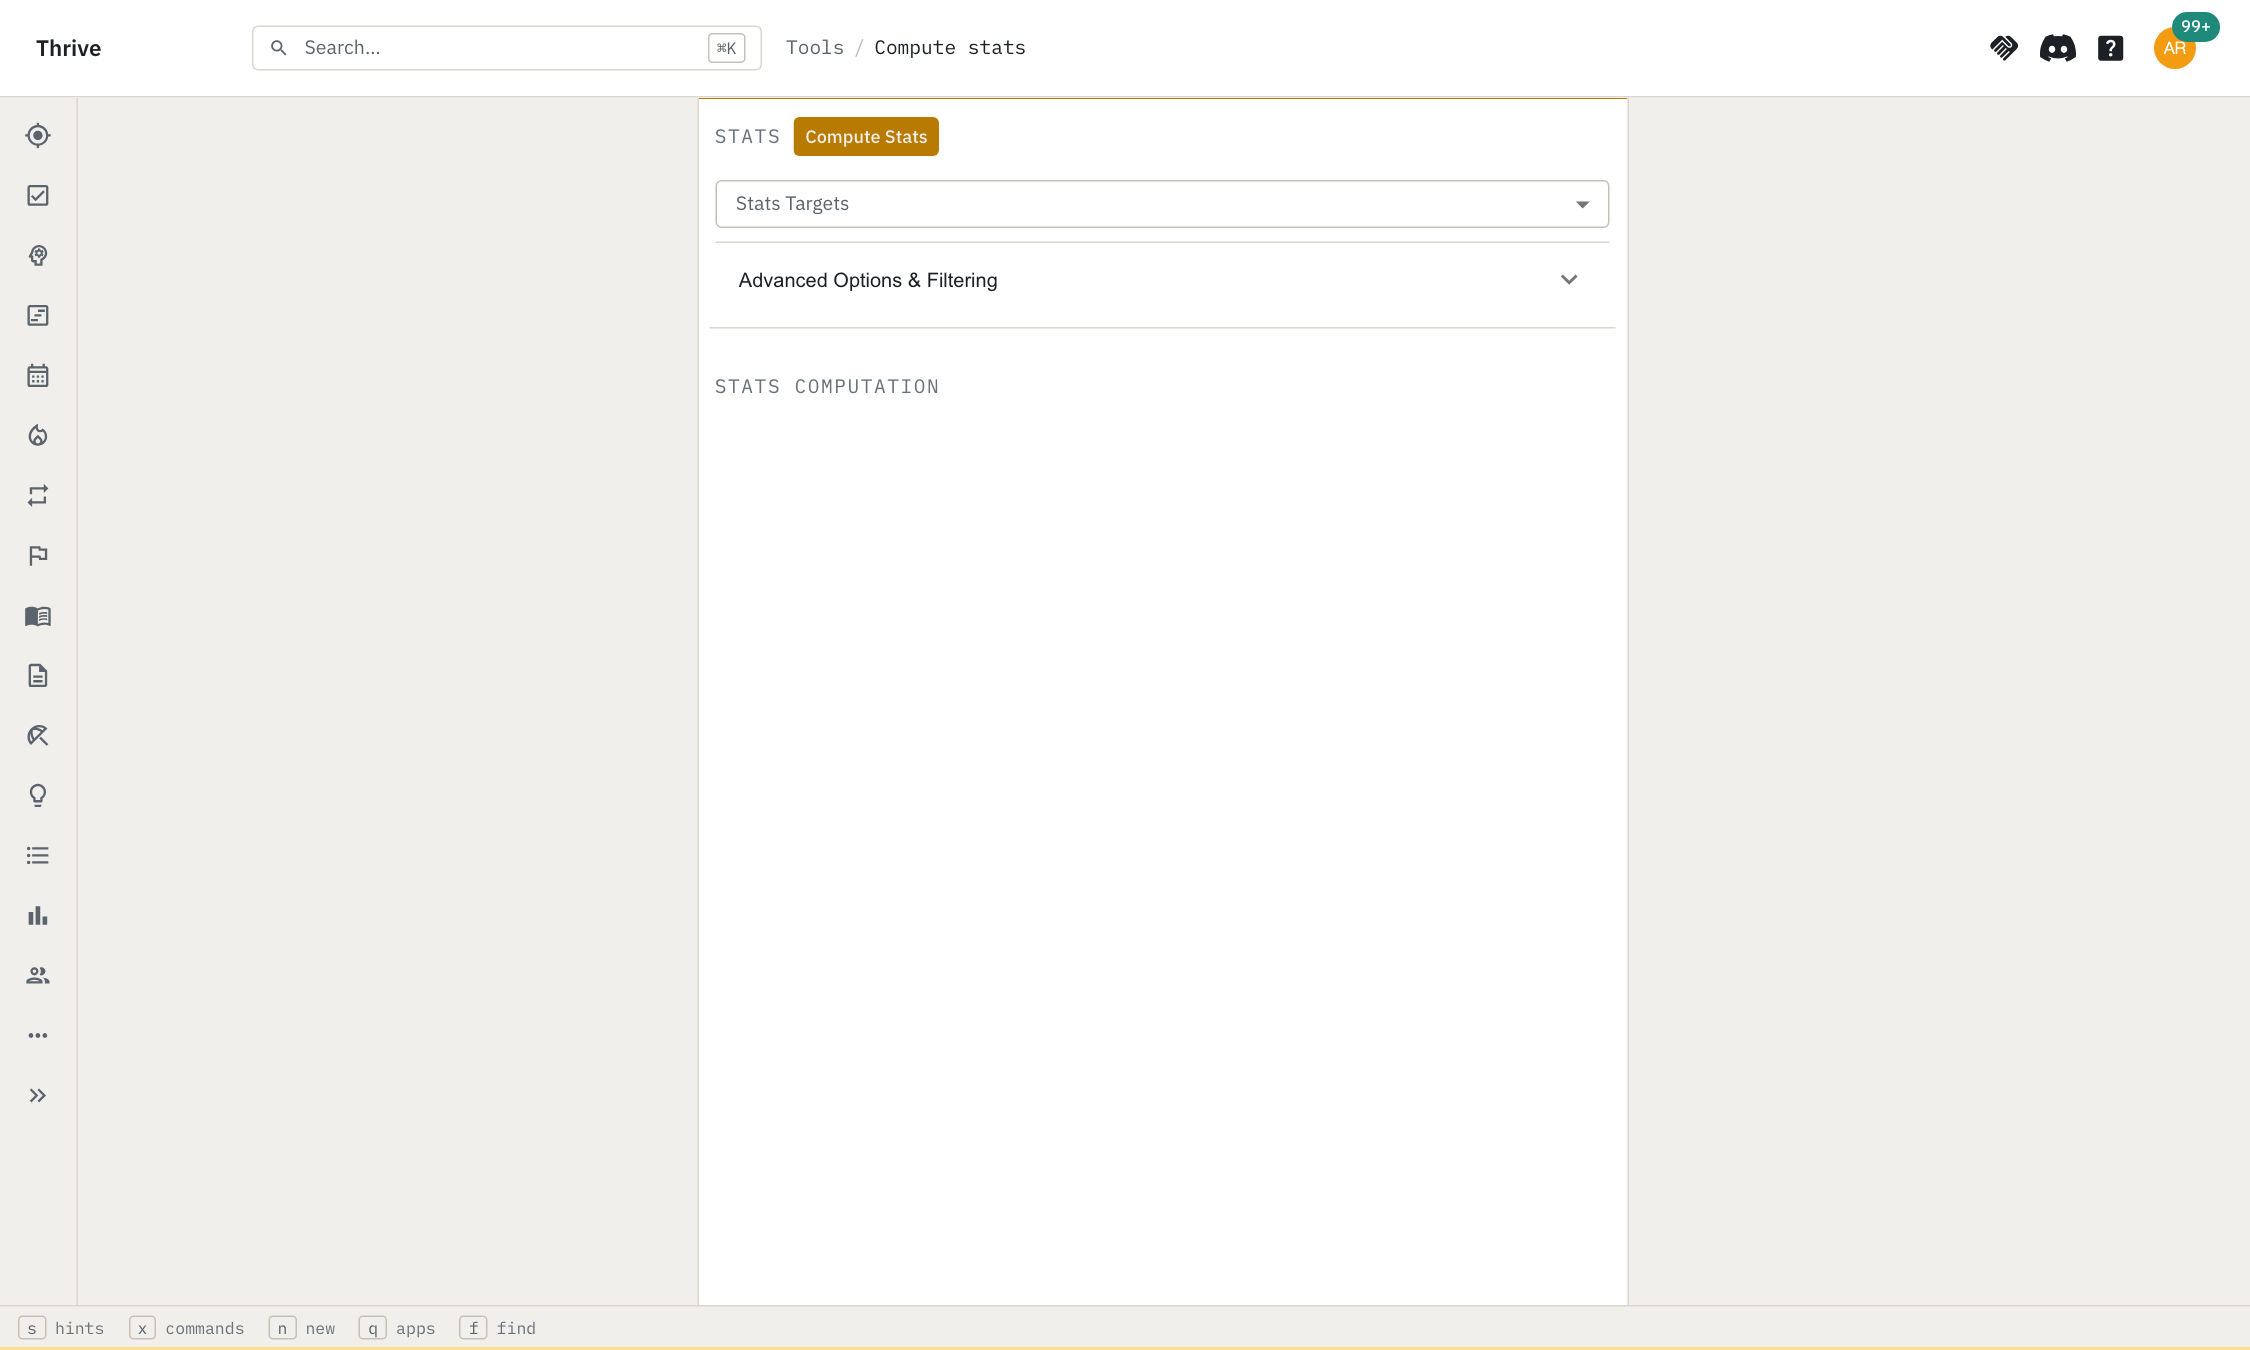 Thrive
Search...
⌘K
Tools / Compute stats
?
AR
99+
STATS
Compute Stats
Stats Targets
Advanced Options & Filtering
STATS COMPUTATION
s hints x commands n new q apps f find